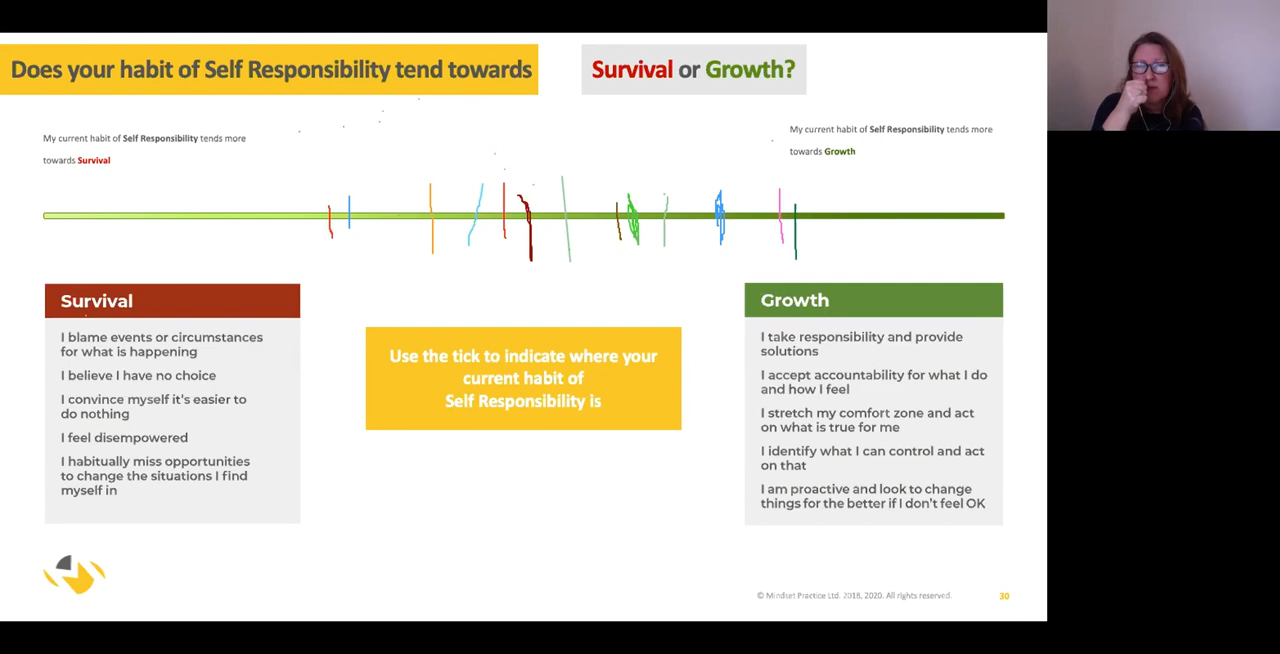 Does your habit of Self Responsibility tend towards
Survival or Growth?
My current habit of Self Responsibility tends more
towards Survival
My current habit of Self Responsibility tends more
towards Growth
Survival
I blame events or circumstances
for what is happening
I believe I have no choice
I convince myself it's easier to
do nothing
I feel disempowered
I habitually miss opportunities
to change the situations I find
myself in
Use the tick to indicate where your
current habit of
Self Responsibility is
Growth
I take responsibility and provide
solutions
I accept accountability for what I do
and how I feel
I stretch my comfort zone and act
on what is true for me
I identify what I can control and act
on that
I am proactive and look to change
things for the better if I don't feel OK
© Mindset Practice Ltd. 2018, 2020. All rights reserved.
30